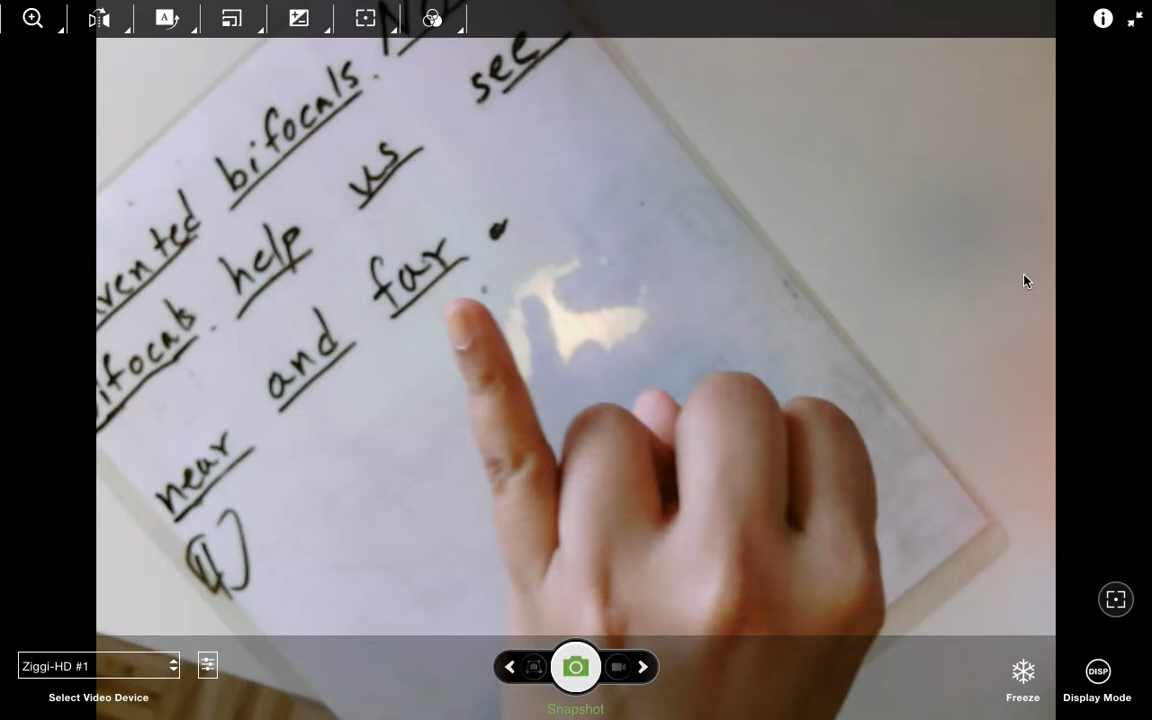 vented bifocals.
ifocals. help us see
near and far.
Ziggi-HD #1
Select Video Device
Snapshot
Freeze
DISP
Display Mode